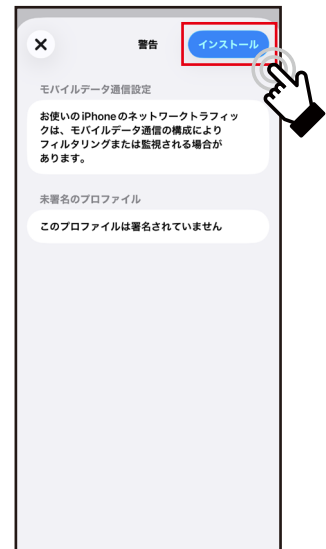 警告
インストール
モバイルデータ通信設定
お使いのiPhoneのネットワークトラフィッ
クは、モバイルデータ通信の構成により
フィルタリングまたは監視される場合が
あります。
未署名のプロファイル
このプロファイルは署名されていません